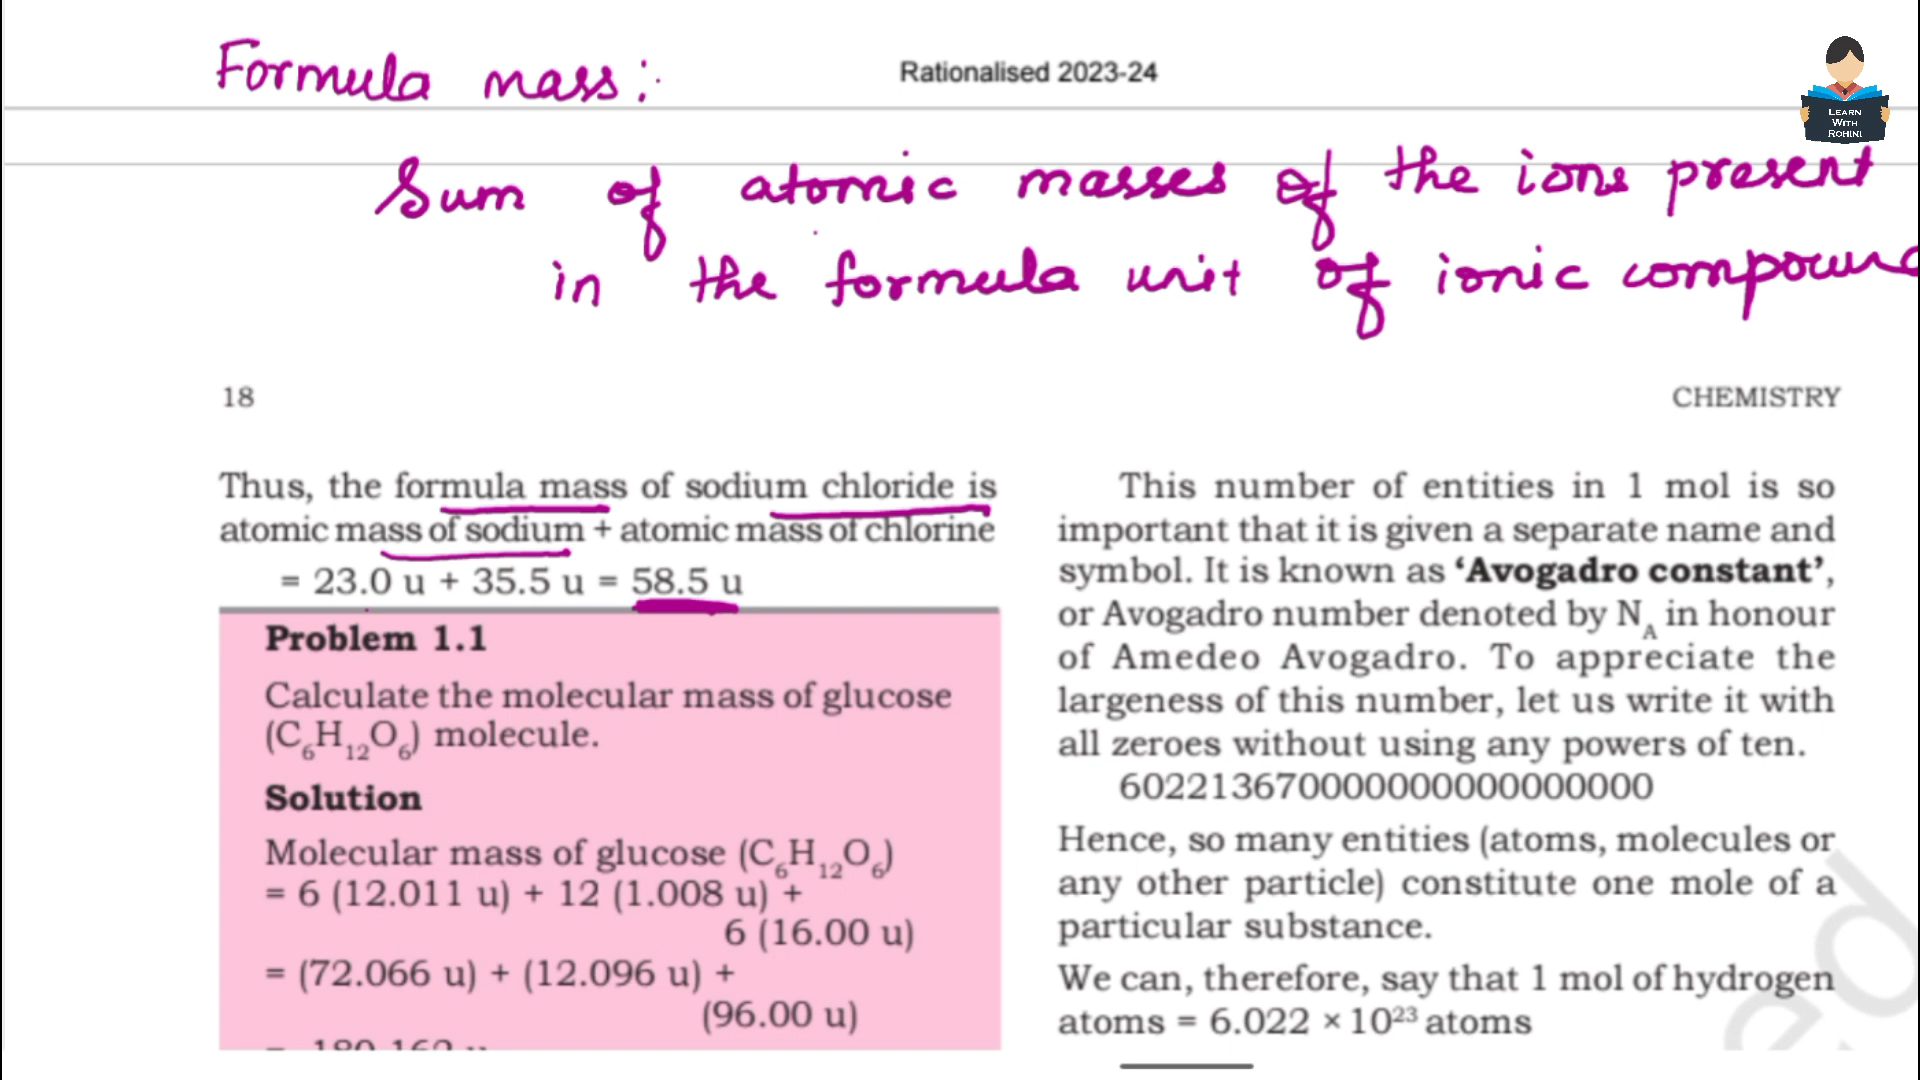 Formula mass:
Rationalised 2023-24
LEARN
WITH
ROHINI
Sum of atomic masses of the ions present
in the formula unit of ionic compound
18
CHEMISTRY
Thus, the formula mass of sodium chloride is
atomic mass of sodium + atomic mass of chlorine
= 23.0 u + 35.5 u = 58.5 u
Problem 1.1
Calculate the molecular mass of glucose
(C₆H₁₂O₆) molecule.
Solution
Molecular mass of glucose (C₆H₁₂O₆)
= 6 (12.011 u) + 12 (1.008 u) +
6 (16.00 u)
= (72.066 u) + (12.096 u) +
(96.00 u)
= 180.162 u
This number of entities in 1 mol is so
important that it is given a separate name and
symbol. It is known as ‘Avogadro constant’,
or Avogadro number denoted by N_A in honour
of Amedeo Avogadro. To appreciate the
largeness of this number, let us write it with
all zeroes without using any powers of ten.
602213670000000000000000
Hence, so many entities (atoms, molecules or
any other particle) constitute one mole of a
particular substance.
We can, therefore, say that 1 mol of hydrogen
atoms = 6.022 × 10²³ atoms
ed